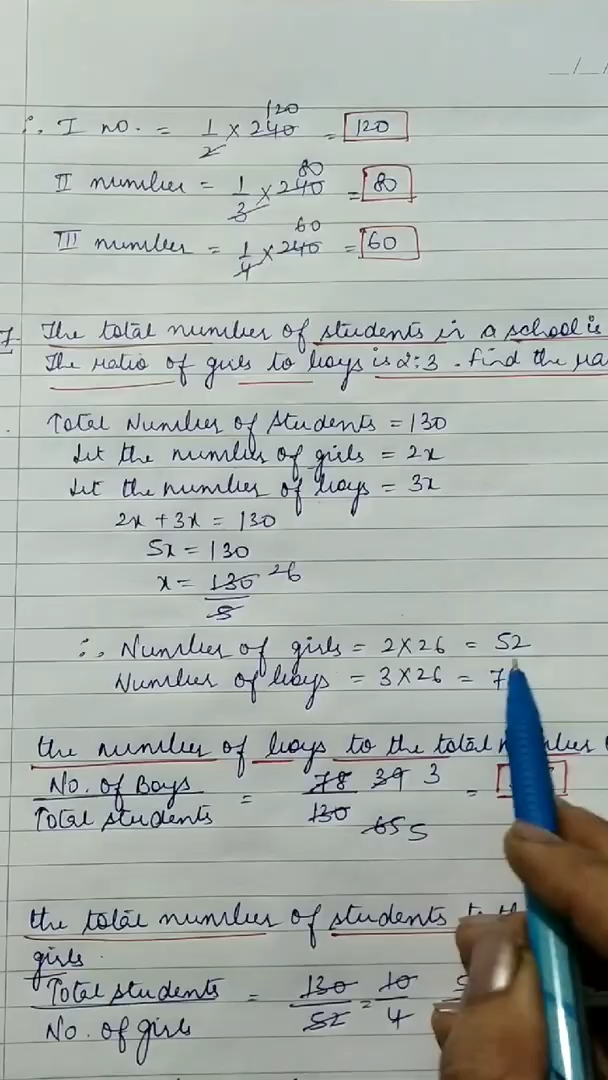 _/_/
120
∴ I no. = 1/2 × 240 = 120
80
II number = 1/3 × 240 = 80
60
III number = 1/4 × 240 = 60
7 The total number of students in a school is
The ratio of girls to boys is 2:3. Find the ra
Total Number of Students = 130
Let the number of girls = 2x
Let the number of boys = 3x
2x + 3x = 130
5x = 130
x = 130/5 26
∴ Number of girls = 2×26 = 52
Number of boys = 3×26 = 7
the number of boys to the total number
No. of Boys/Total students = 78/130 39/65 3/5 =
the total number of students to the
girls.
Total students/No. of girls = 130/52 = 10/4